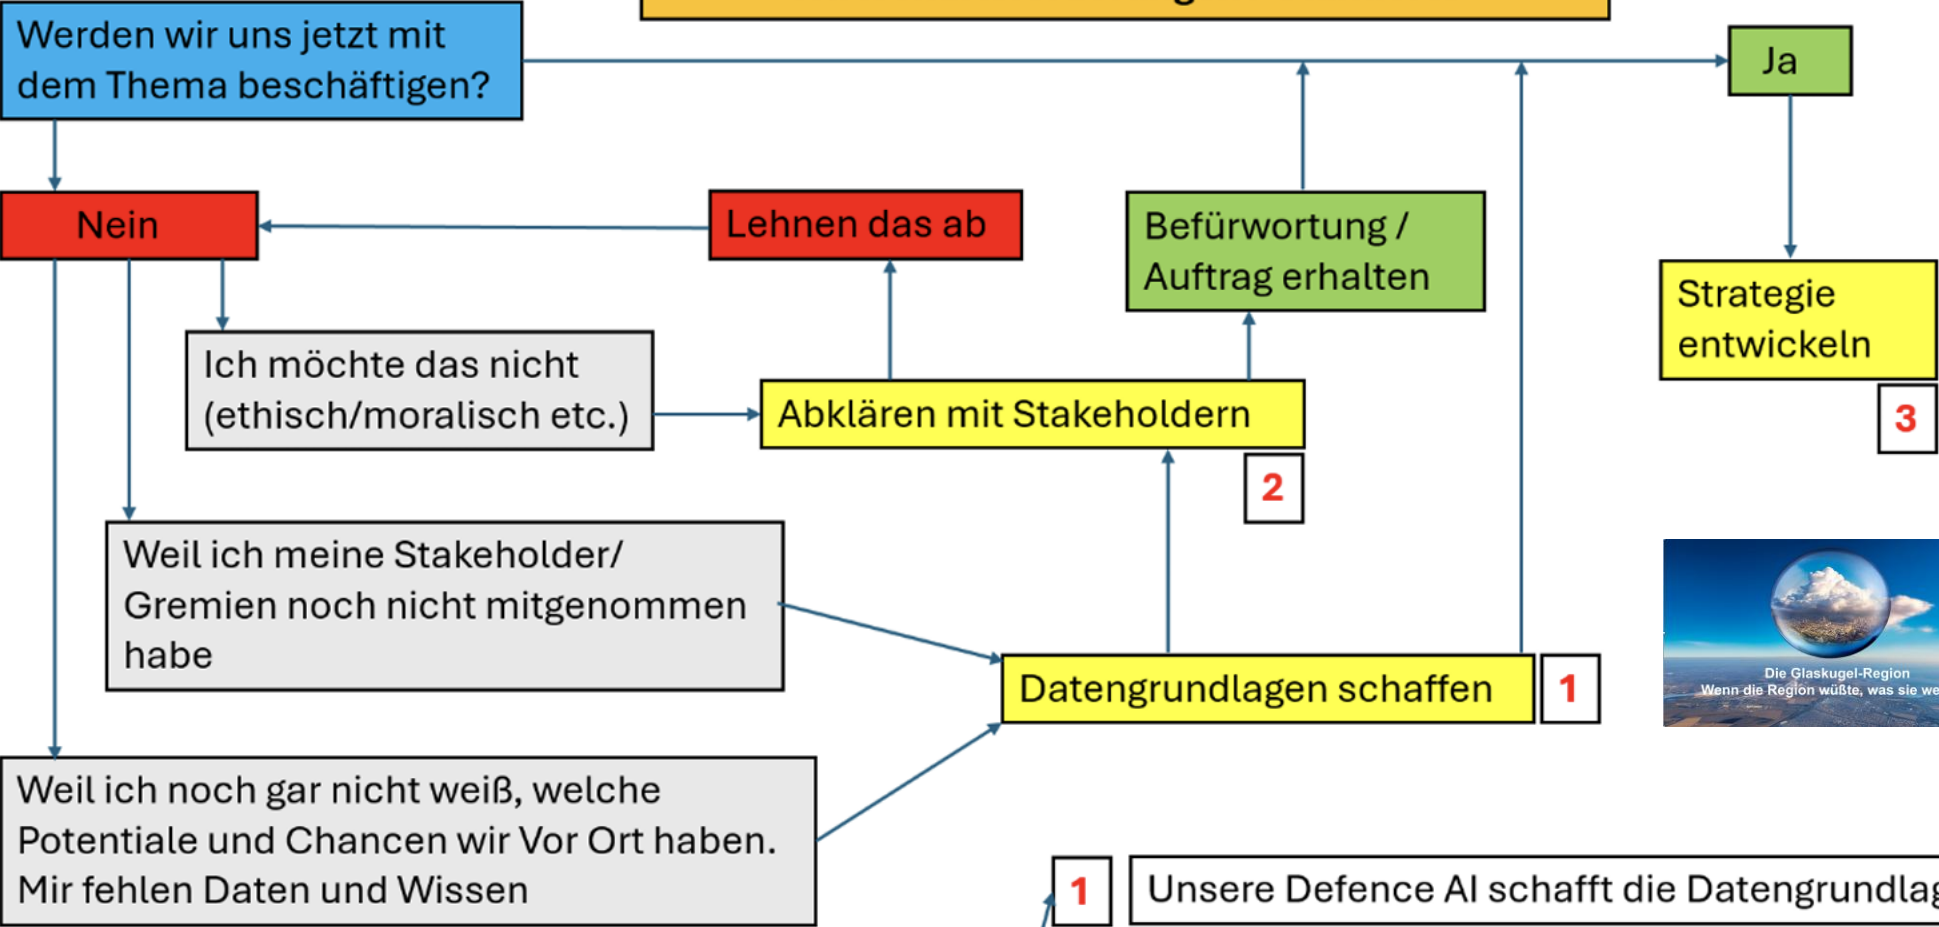 Werden wir uns jetzt mit
dem Thema beschäftigen?
Ja
Nein
Lehnen das ab
Befürwortung /
Auftrag erhalten
Strategie
entwickeln
3
Ich möchte das nicht
(ethisch/moralisch etc.)
Abklären mit Stakeholdern
2
Weil ich meine Stakeholder/
Gremien noch nicht mitgenommen
habe
Die Glaskugel-Region
Wenn die Region wüßte, was sie we
Datengrundlagen schaffen
1
Weil ich noch gar nicht weiß, welche
Potentiale und Chancen wir Vor Ort haben.
Mir fehlen Daten und Wissen
1
Unsere Defence AI schafft die Datengrundlag